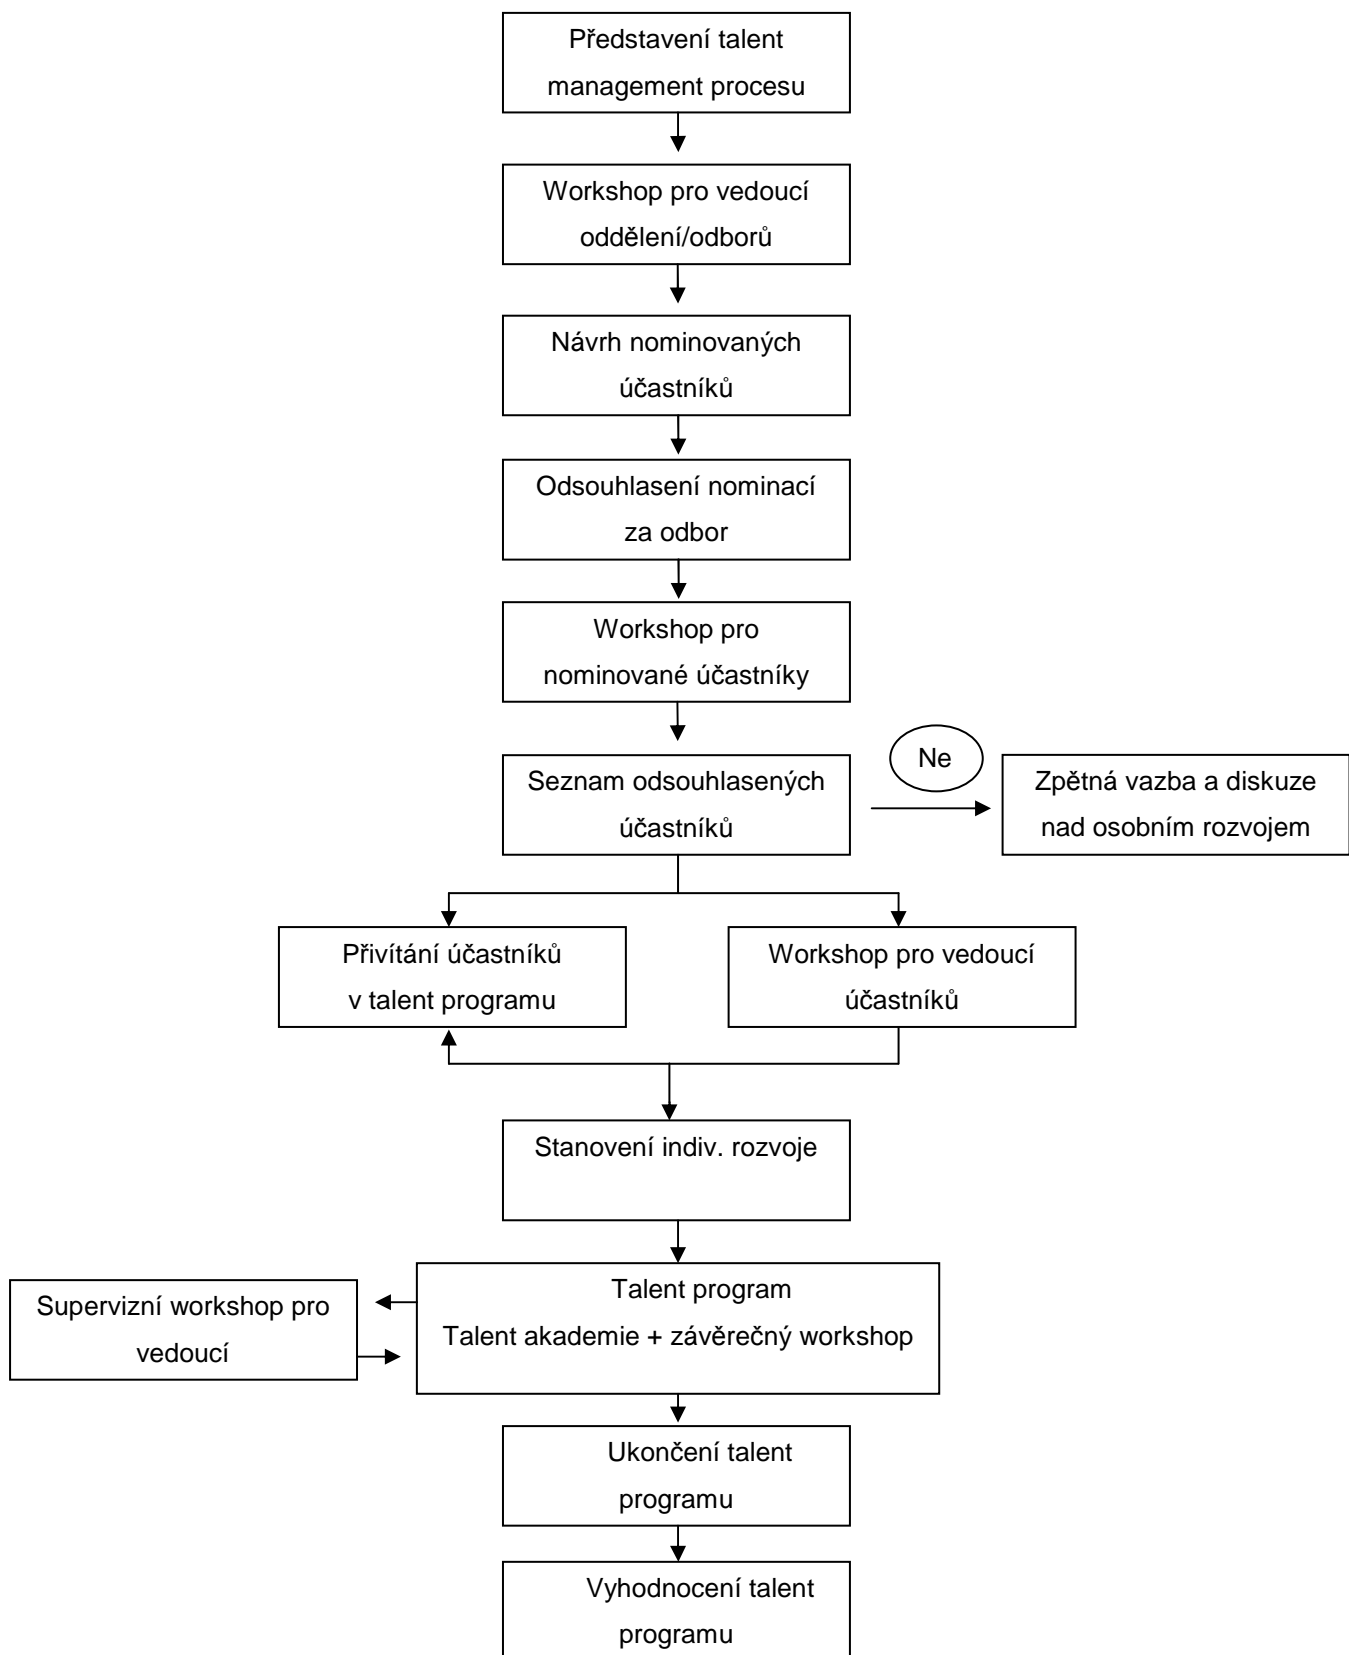 Představení talent
management procesu
Workshop pro vedoucí
oddělení/odborů
Návrh nominovaných
účastníků
Odsouhlasení nominací
za odbor
Workshop pro
nominované účastníky
Seznam odsouhlasených
účastníků
Ne
Zpětná vazba a diskuze
nad osobním rozvojem
Přivítání účastníků
v talent programu
Workshop pro vedoucí
účastníků
Stanovení indiv. rozvoje
Talent program
Talent akademie + závěrečný workshop
Supervizní workshop pro
vedoucí
Ukončení talent
programu
Vyhodnocení talent
programu